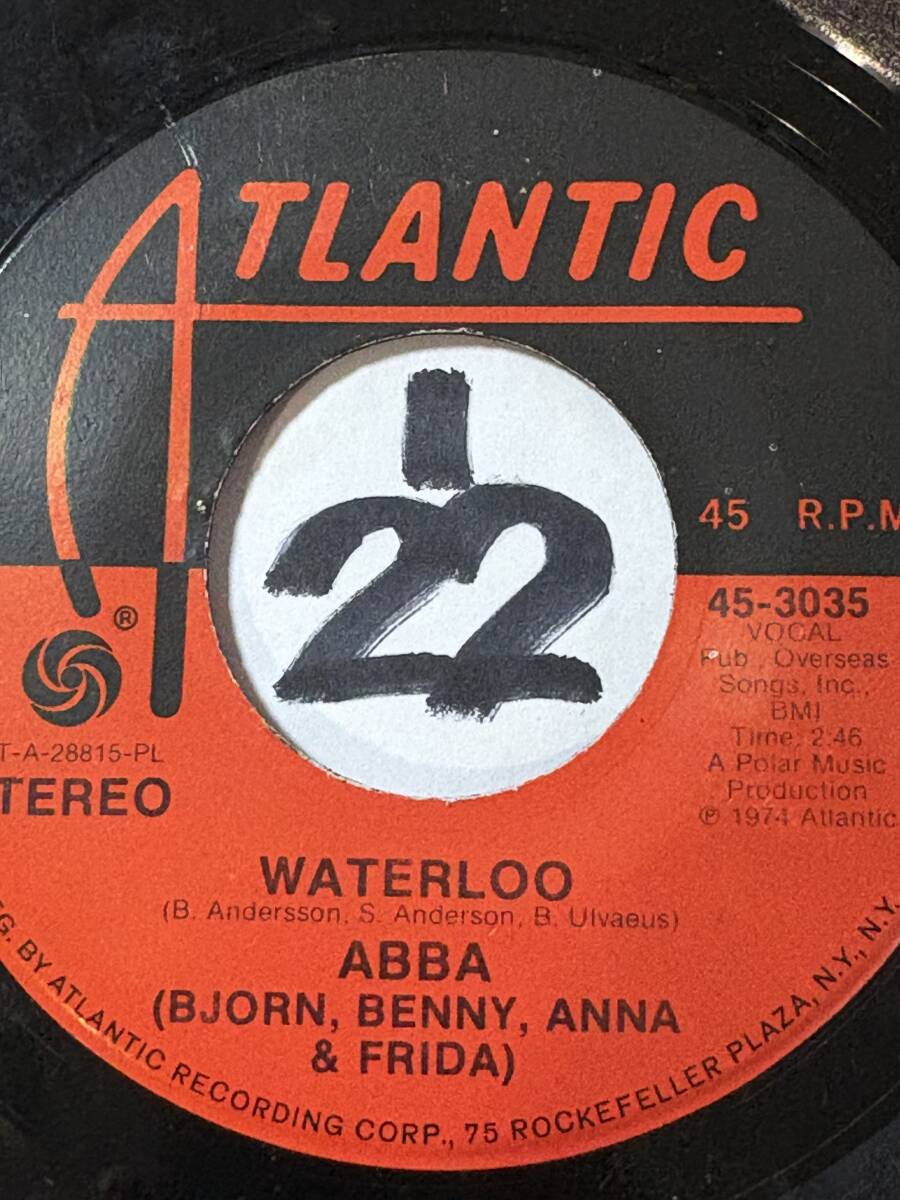 ATLANTIC
1
22
45 R.P.M
®
45-3035
VOCAL
Pub., Overseas
Songs, Inc.,
BMI
Time: 2:46
A Polar Music
Production
℗ 1974 Atlantic
T-A-28815-PL
TEREO
WATERLOO
(B. Andersson, S. Anderson, B. Ulvaeus)
ABBA
(BJORN, BENNY, ANNA
& FRIDA)
G. BY ATLANTIC RECORDING CORP., 75 ROCKEFELLER PLAZA, N.Y., N.Y.